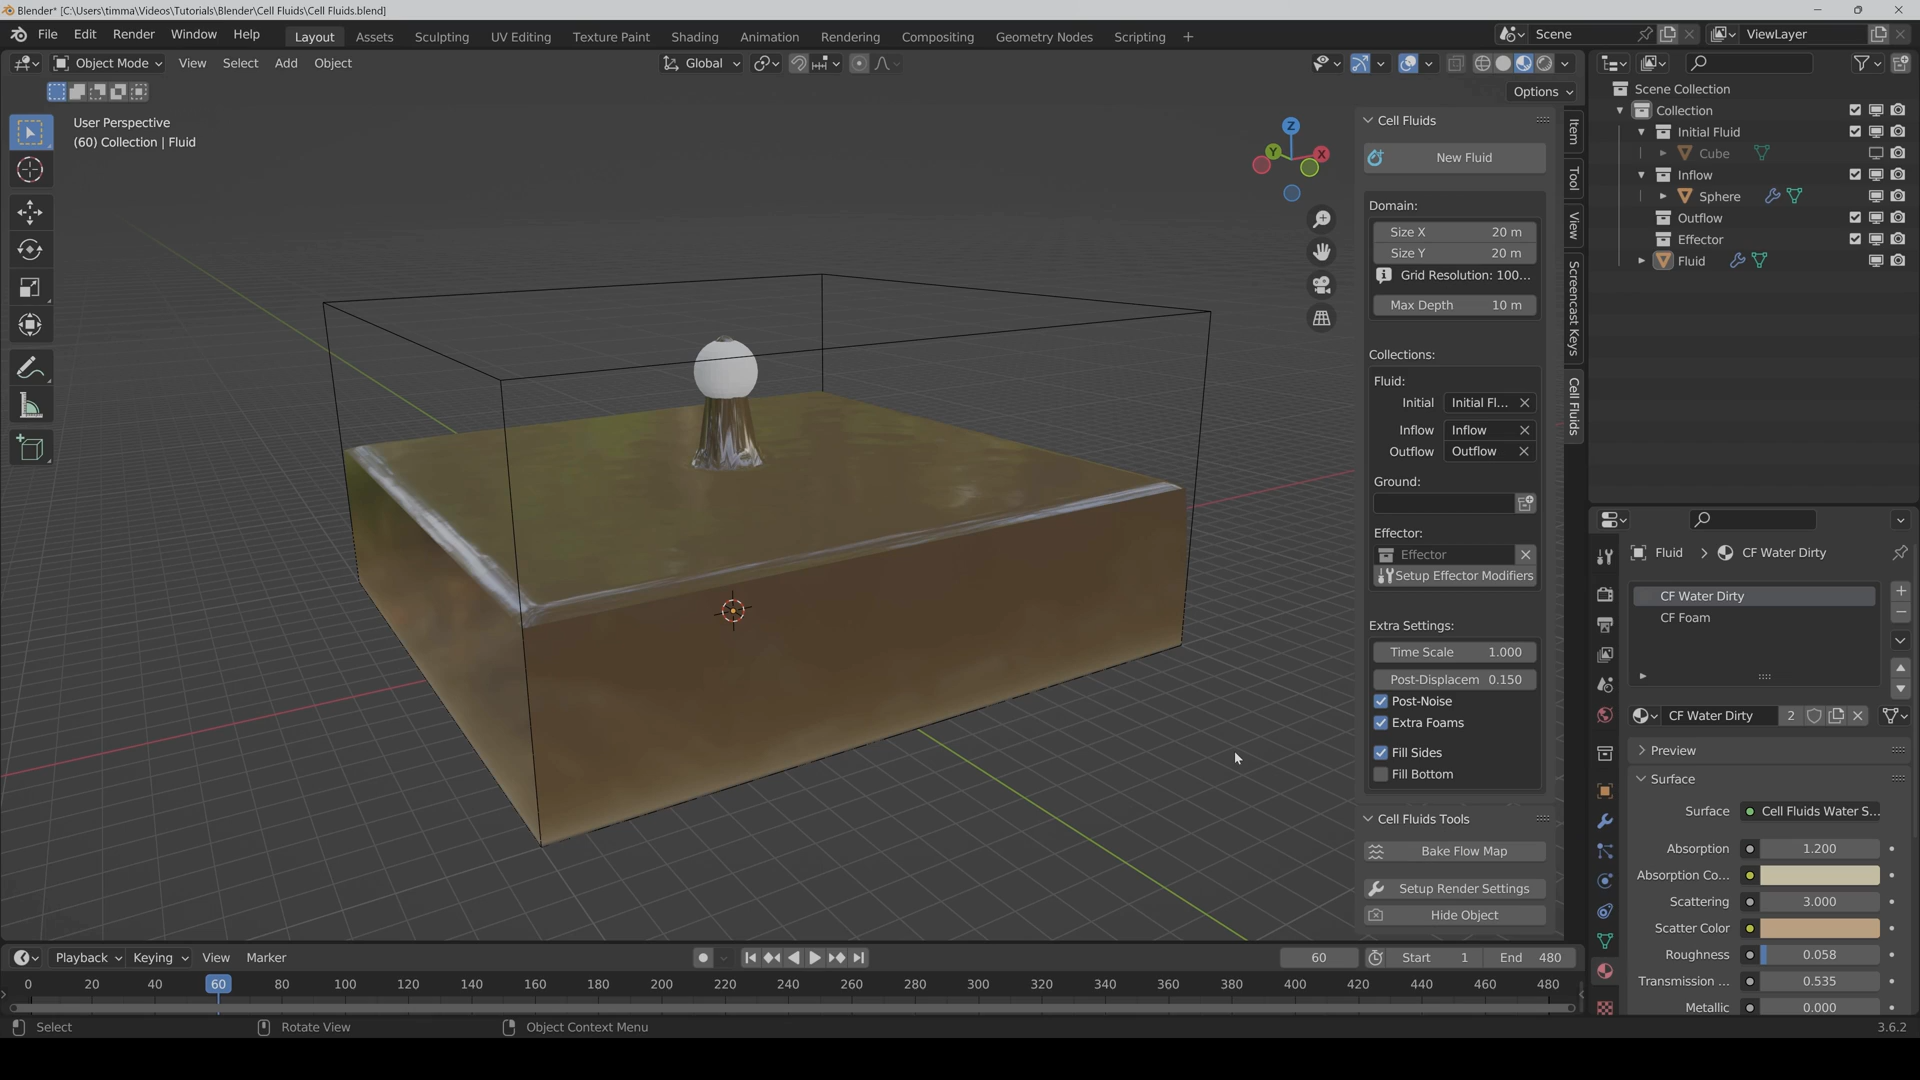 Blender* [C:\Users\timma\Videos\Tutorials\Blender\Cell Fluids\Cell Fluids.blend]
File Edit Render Window Help Layout Assets Sculpting UV Editing Texture Paint Shading Animation Rendering Compositing Geometry Nodes Scripting + Scene ViewLayer
Object Mode View Select Add Object Global
Options
User Perspective
(60) Collection | Fluid
Z
Y
X
Cell Fluids
New Fluid
Domain:
Size X 20 m
Size Y 20 m
Grid Resolution: 100...
Max Depth 10 m
Collections:
Fluid:
Initial Initial Fl...
Inflow Inflow
Outflow Outflow
Ground:
Effector:
Effector
Setup Effector Modifiers
Extra Settings:
Time Scale 1.000
Post-Displacem 0.150
Post-Noise
Extra Foams
Fill Sides
Fill Bottom
Cell Fluids Tools
Bake Flow Map
Setup Render Settings
Hide Object
Item
Tool
View
Screencast Keys
Cell Fluids
Scene Collection
Collection
Initial Fluid
Cube
Inflow
Sphere
Outflow
Effector
Fluid
Fluid CF Water Dirty
CF Water Dirty
CF Foam
CF Water Dirty 2
Preview
Surface
Surface Cell Fluids Water S...
Absorption 1.200
Absorption Co...
Scattering 3.000
Scatter Color
Roughness 0.058
Transmission ... 0.535
Metallic 0.000
Playback Keying View Marker 60 Start 1 End 480
0 20 40 60 80 100 120 140 160 180 200 220 240 260 280 300 320 340 360 380 400 420 440 460 480
Select Rotate View Object Context Menu 3.6.2